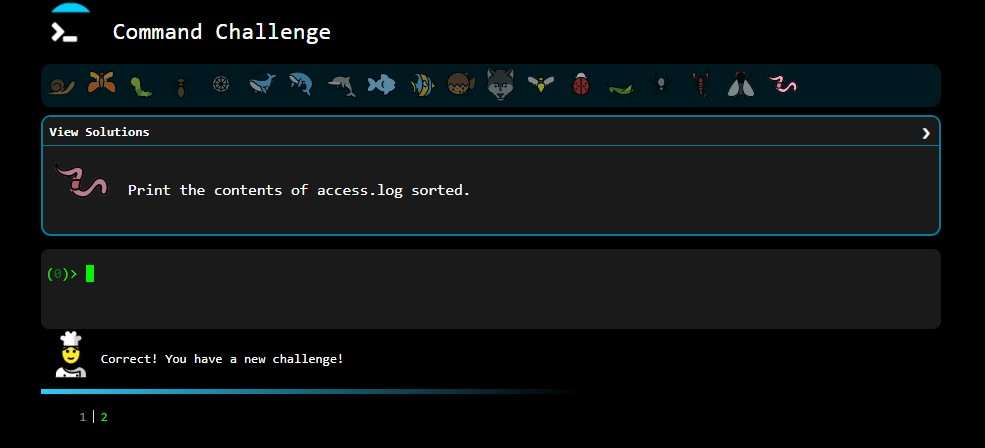 Command Challenge
View Solutions
Print the contents of access.log sorted.
(0)>
Correct! You have a new challenge!
1 | 2